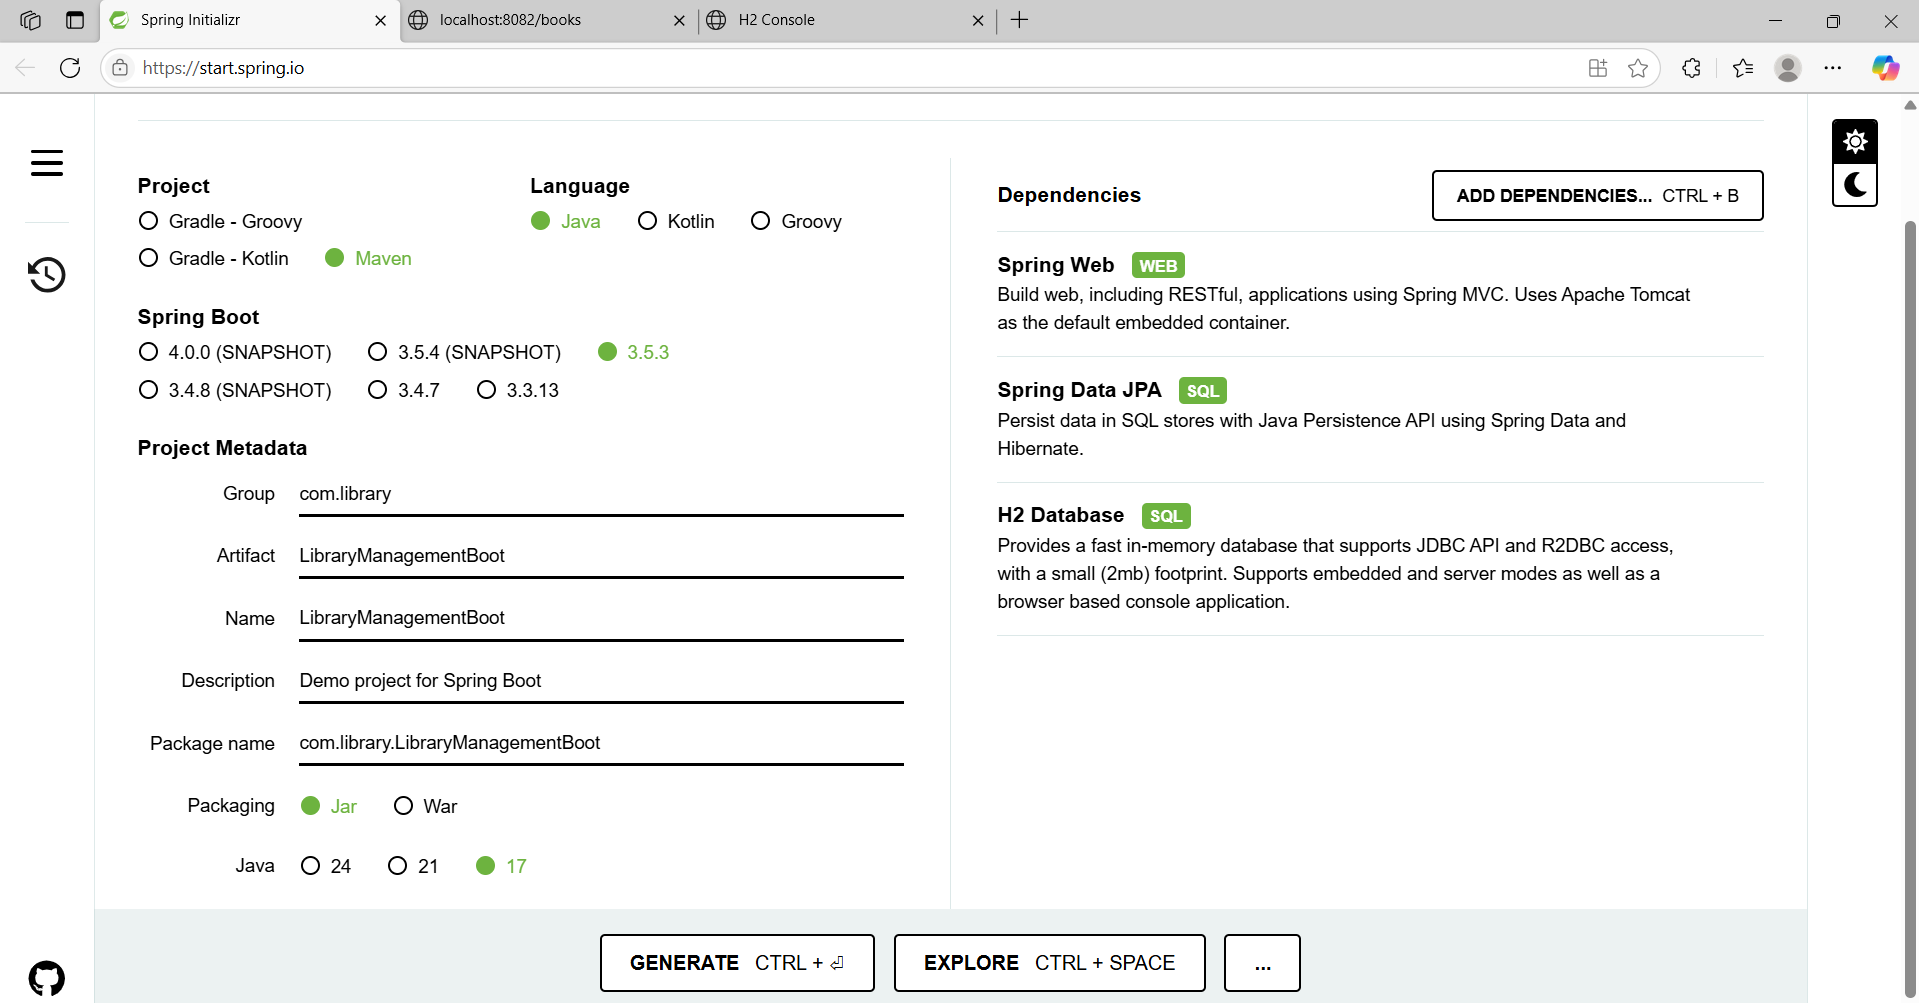 Spring Initializr
localhost:8082/books
H2 Console
https://start.spring.io
Project
Gradle - Groovy
Gradle - Kotlin
Maven
Language
Java
Kotlin
Groovy
Spring Boot
4.0.0 (SNAPSHOT)
3.5.4 (SNAPSHOT)
3.5.3
3.4.8 (SNAPSHOT)
3.4.7
3.3.13
Project Metadata
Group com.library
Artifact LibraryManagementBoot
Name LibraryManagementBoot
Description Demo project for Spring Boot
Package name com.library.LibraryManagementBoot
Packaging Jar War
Java 24 21 17
Dependencies
ADD DEPENDENCIES... CTRL + B
Spring Web WEB
Build web, including RESTful, applications using Spring MVC. Uses Apache Tomcat
as the default embedded container.
Spring Data JPA SQL
Persist data in SQL stores with Java Persistence API using Spring Data and
Hibernate.
H2 Database SQL
Provides a fast in-memory database that supports JDBC API and R2DBC access,
with a small (2mb) footprint. Supports embedded and server modes as well as a
browser based console application.
GENERATE CTRL + ⏎
EXPLORE CTRL + SPACE
...